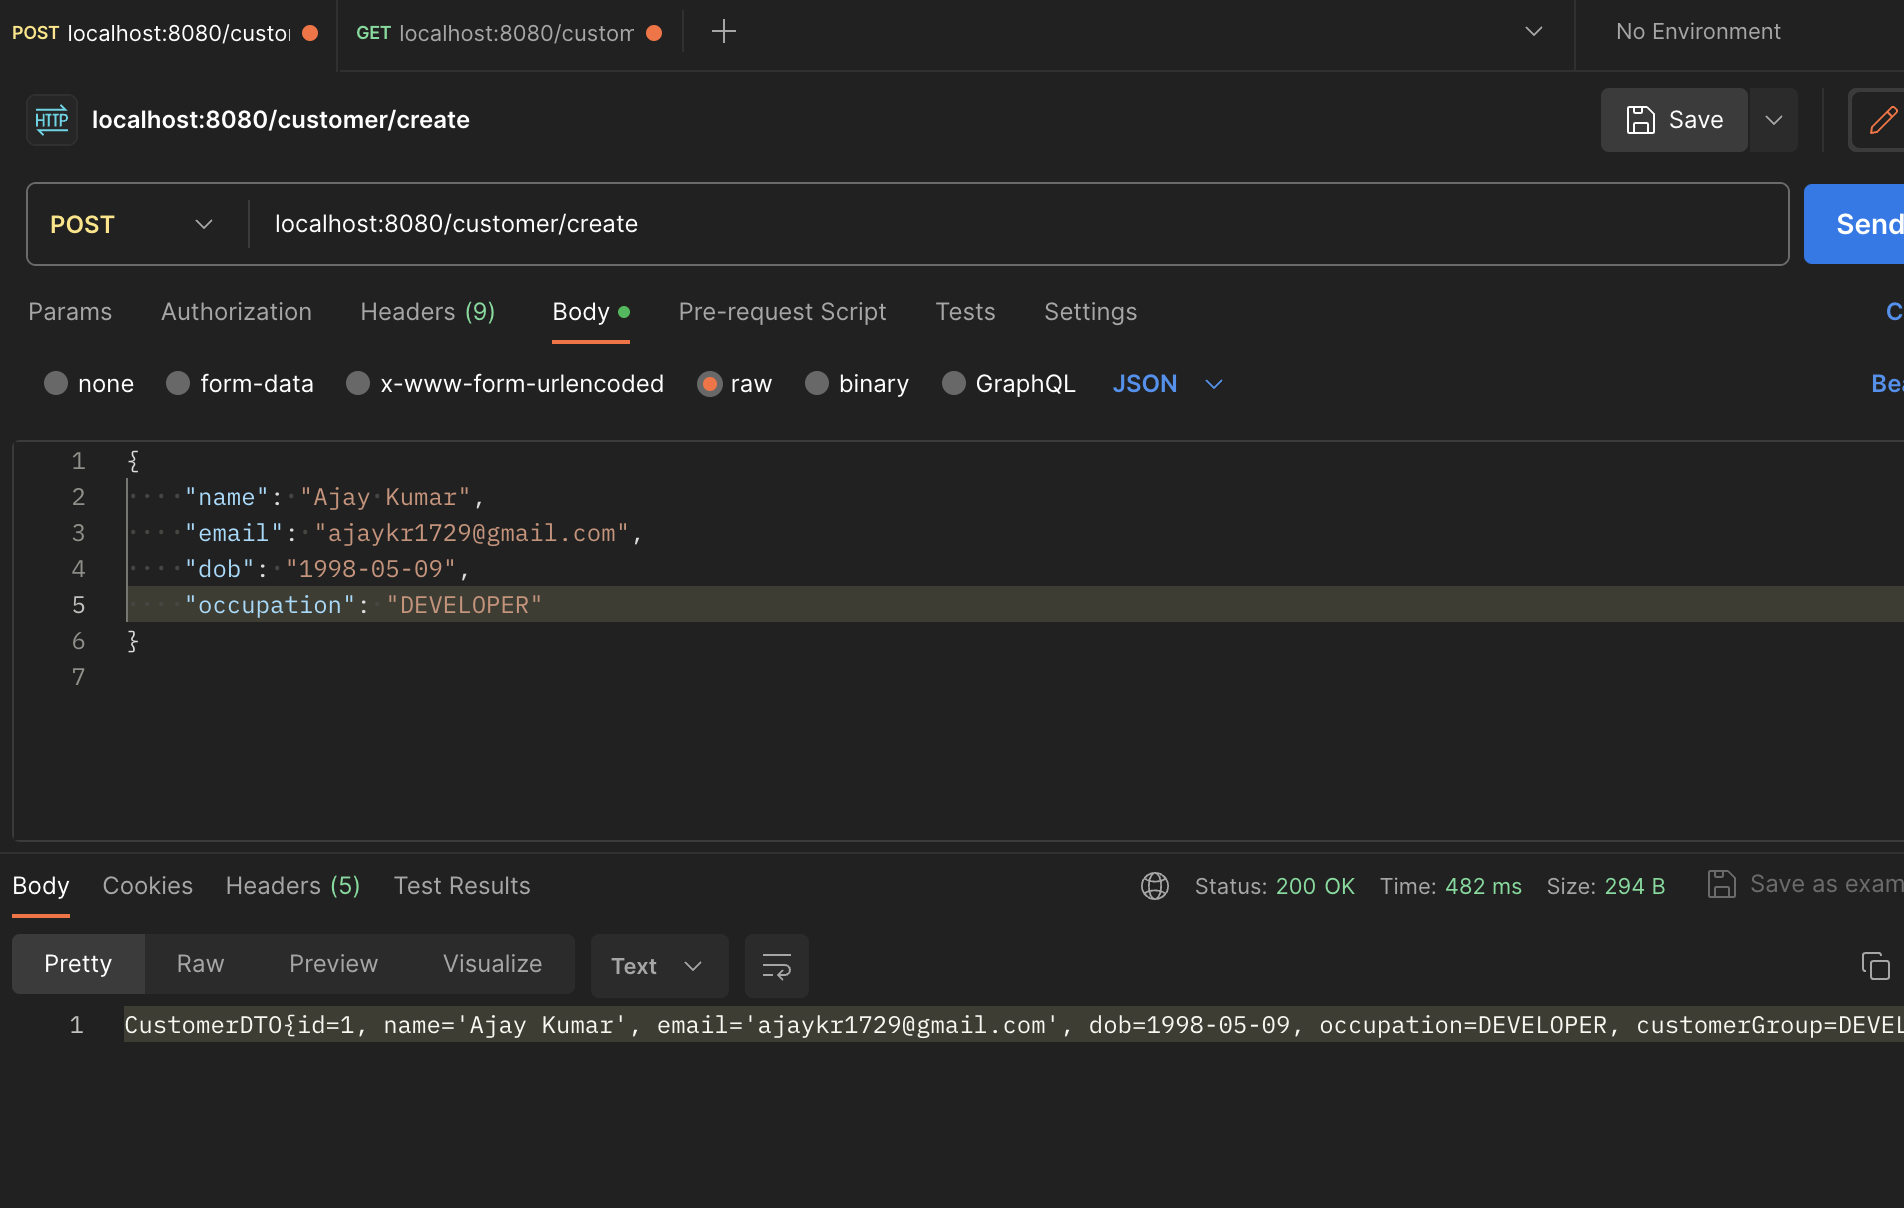 POST localhost:8080/custo GET localhost:8080/custom No Environment
HTTP localhost:8080/customer/create Save
POST localhost:8080/customer/create Send
Params Authorization Headers (9) Body Pre-request Script Tests Settings C
none form-data x-www-form-urlencoded raw binary GraphQL JSON Bea
1 {
2 "name": "Ajay Kumar",
3 "email": "ajaykr1729@gmail.com",
4 "dob": "1998-05-09",
5 "occupation": "DEVELOPER"
6 }
7
Body Cookies Headers (5) Test Results Status: 200 OK Time: 482 ms Size: 294 B Save as exam
Pretty Raw Preview Visualize Text
1 CustomerDTO{id=1, name='Ajay Kumar', email='ajaykr1729@gmail.com', dob=1998-05-09, occupation=DEVELOPER, customerGroup=DEVEL